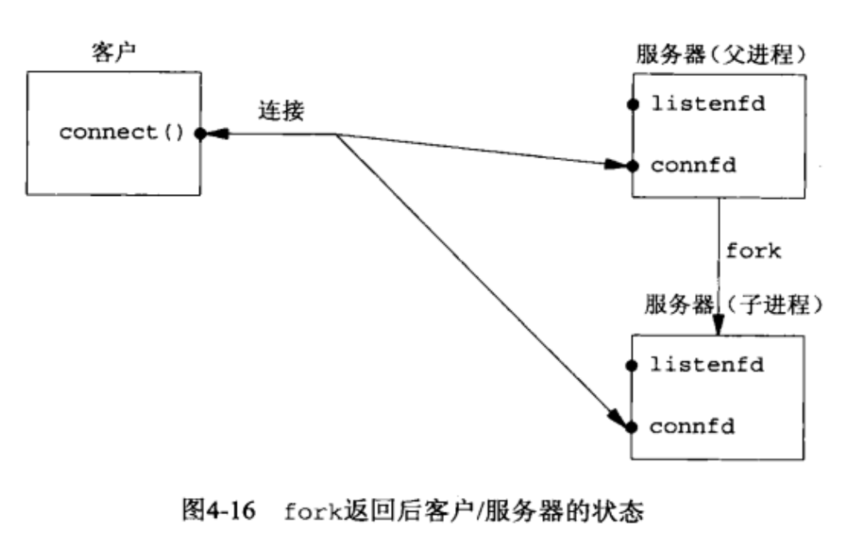 客户
服务器(父进程)
连接
listenfd
connect()
connfd
fork
服务器(子进程)
listenfd
connfd
图4-16 fork返回后客户/服务器的状态